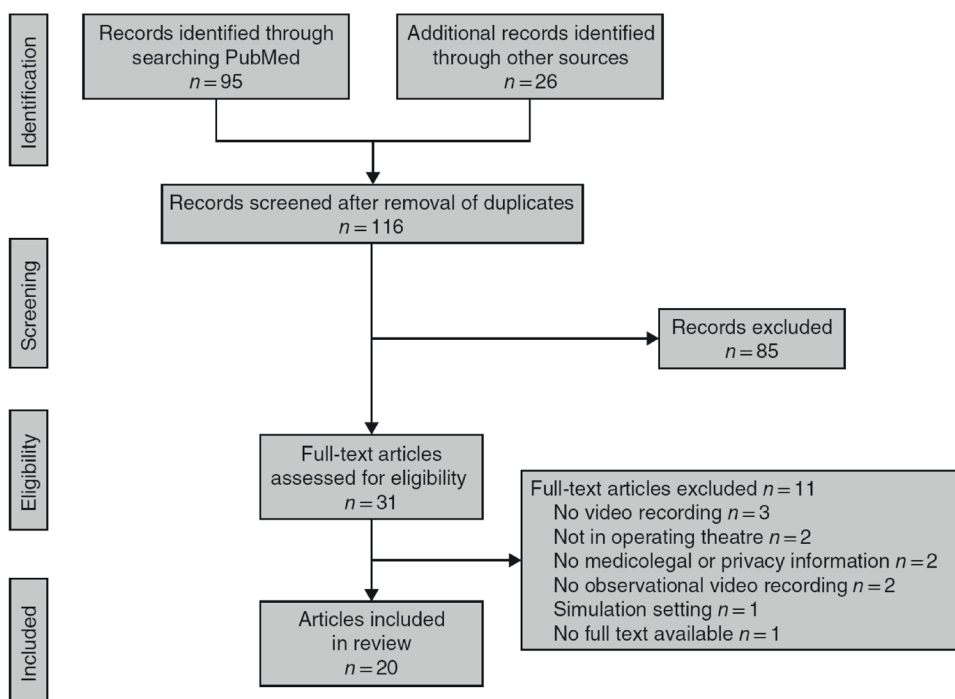 Identification
Records identified through
searching PubMed
n = 95
Additional records identified
through other sources
n = 26
Records screened after removal of duplicates
n = 116
Screening
Records excluded
n = 85
Eligibility
Full-text articles
assessed for eligibility
n = 31
Full-text articles excluded n = 11
No video recording n = 3
Not in operating theatre n = 2
No medicolegal or privacy information n = 2
No observational video recording n = 2
Simulation setting n = 1
No full text available n = 1
Included
Articles included
in review
n = 20